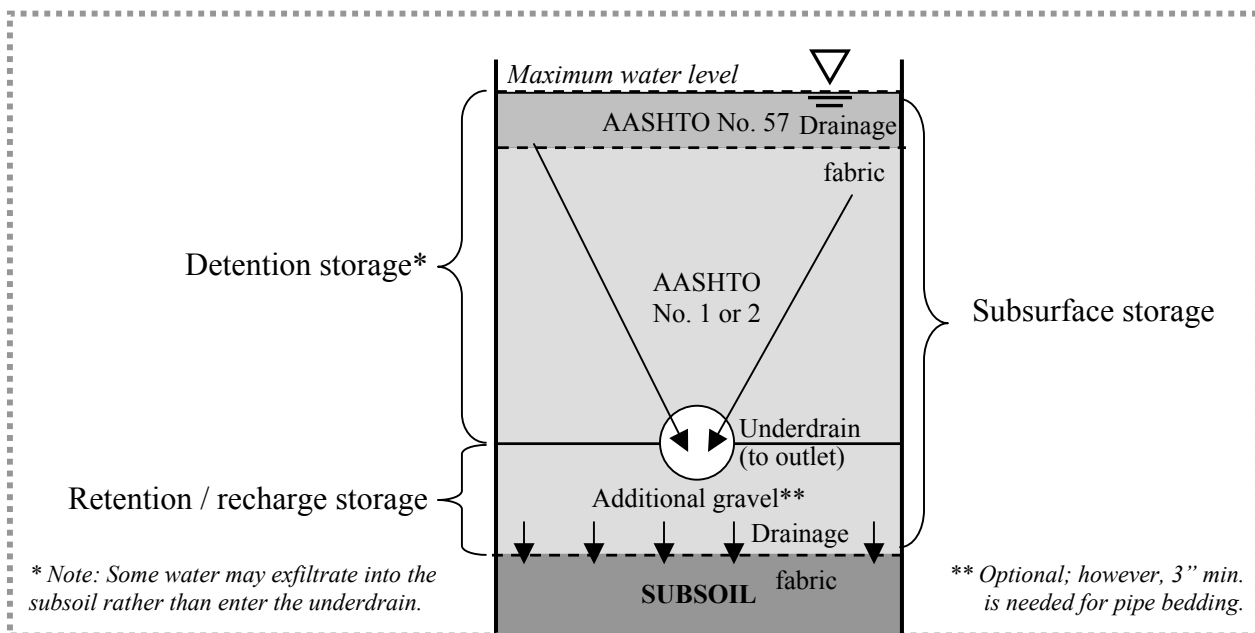 Maximum water level
AASHTO No. 57 Drainage
fabric
Detention storage*
AASHTO
No. 1 or 2
Subsurface storage
Underdrain
(to outlet)
Retention / recharge storage
Additional gravel**
Drainage
fabric
SUBSOIL
* Note: Some water may exfiltrate into the
subsoil rather than enter the underdrain.
** Optional; however, 3” min.
is needed for pipe bedding.